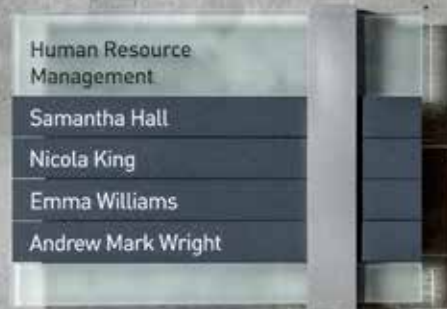 Human Resource
Management
Samantha Hall
Nicola King
Emma Williams
Andrew Mark Wright